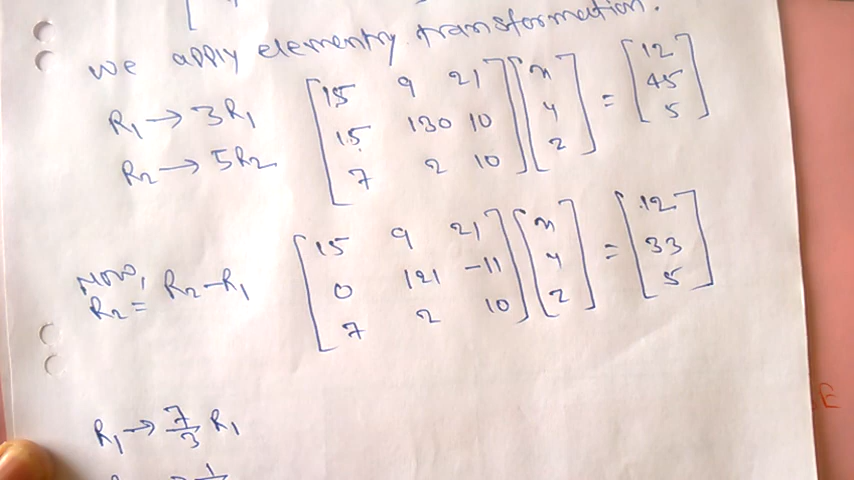 we apply elementry transformation.
R₁ → 3R₁
R₂ → 5R₂
[15 9 21] [x] = [12]
[15 130 10] [y] [45]
[7 2 10] [z] [5]
Now,
R₂ = R₂ - R₁
[15 9 21] [x] = [12]
[0 121 -11] [y] [33]
[7 2 10] [z] [5]
R₁ → 7/3 R₁